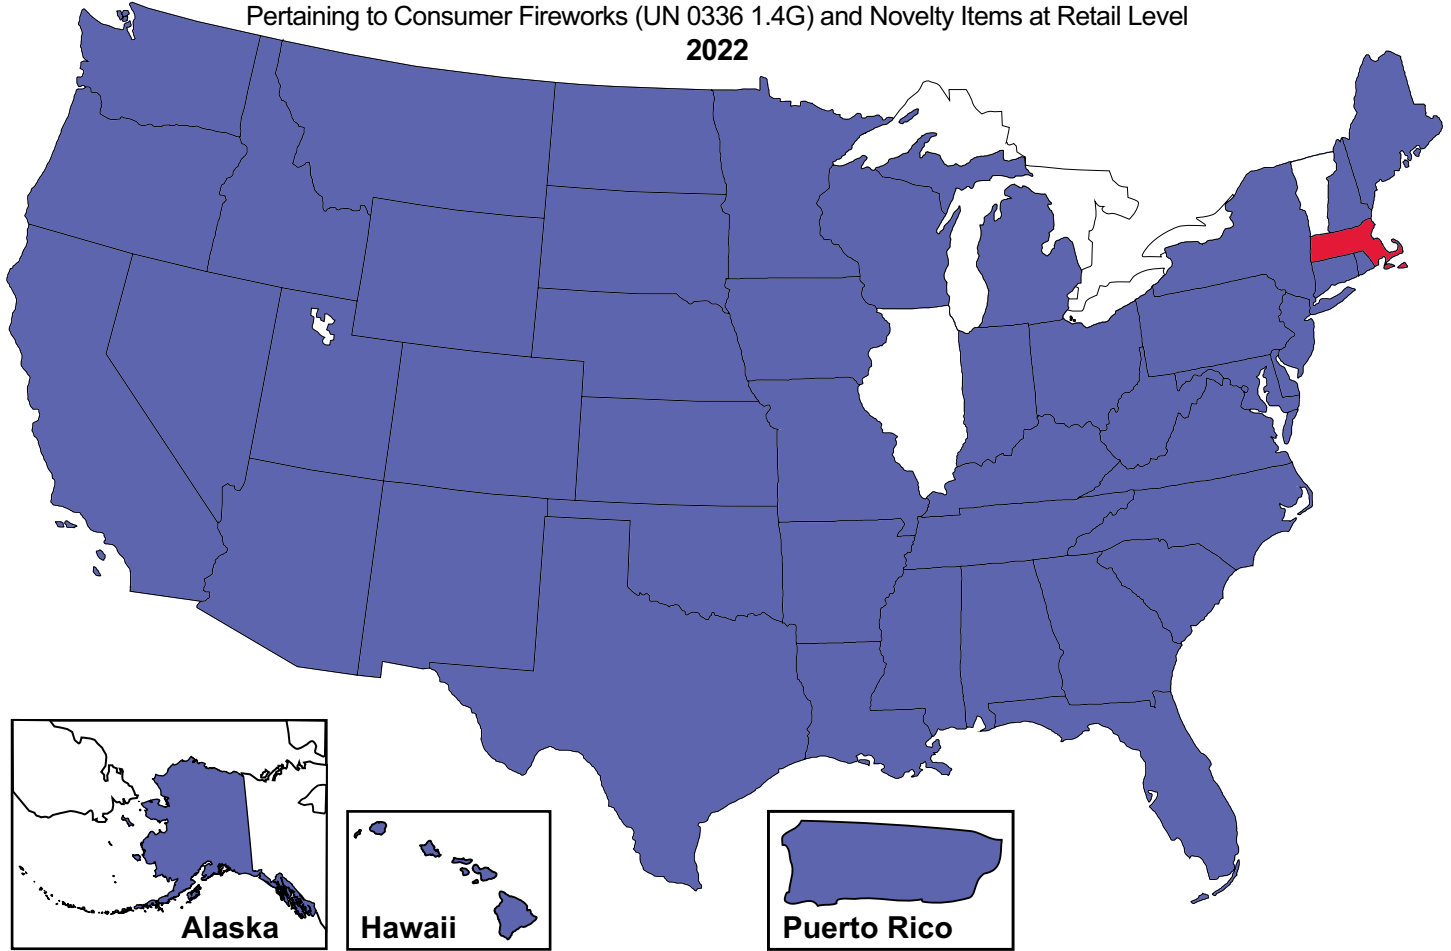 Pertaining to Consumer Fireworks (UN 0336 1.4G) and Novelty Items at Retail Level
2022
Alaska
Hawaii
Puerto Rico